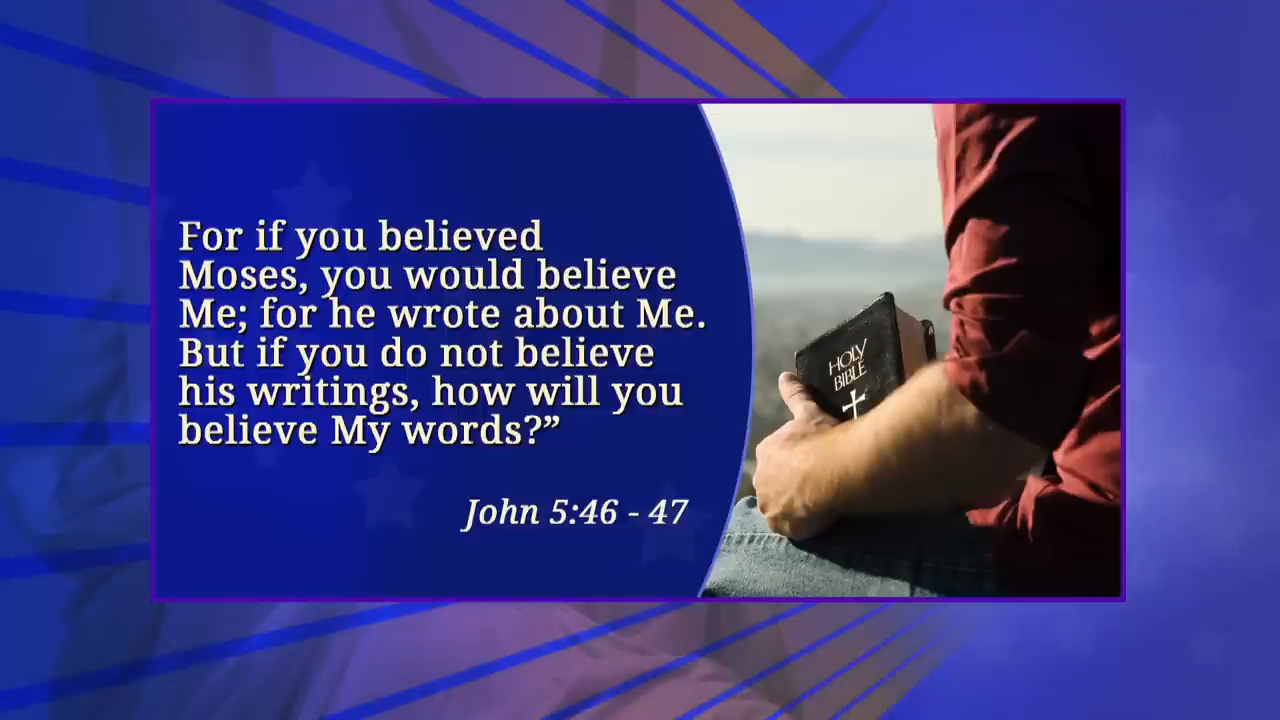 For if you believed
Moses, you would believe
Me; for he wrote about Me.
But if you do not believe
his writings, how will you
believe My words?”
John 5:46 - 47
HOLY
BIBLE